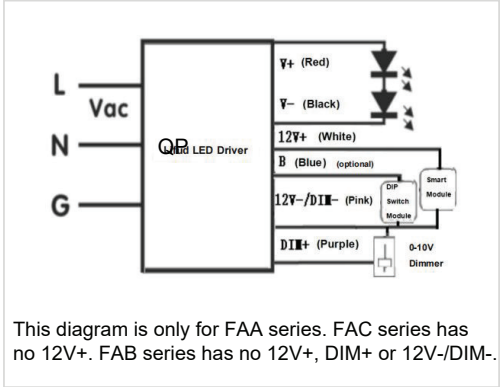 L
Vac
N
G
QP
LED Driver
V+ (Red)
V- (Black)
12V+ (White)
B (Blue) (optional)
12V-/DIM- (Pink)
DIM+ (Purple)
DIP
Switch
Module
Smart
Module
0-10V
Dimmer
This diagram is only for FAA series. FAC series has
no 12V+. FAB series has no 12V+, DIM+ or 12V-/DIM-.